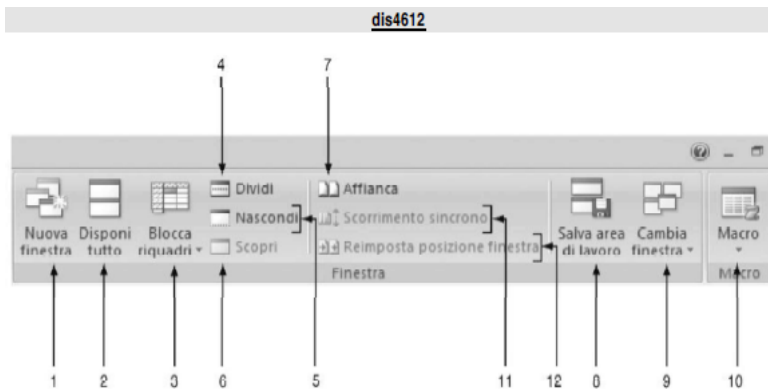 dis4612
4 7
Dividi Affianca
Nuova finestra
Disponi tutto
Blocca riquadri
Nascondi
Scorrimento sincrono
Salva area di lavoro
Cambia finestra
Macro
Scopri
Reimposta posizione finestra
Finestra
Macro
1 2 3 6 5 11 12 8 9 10